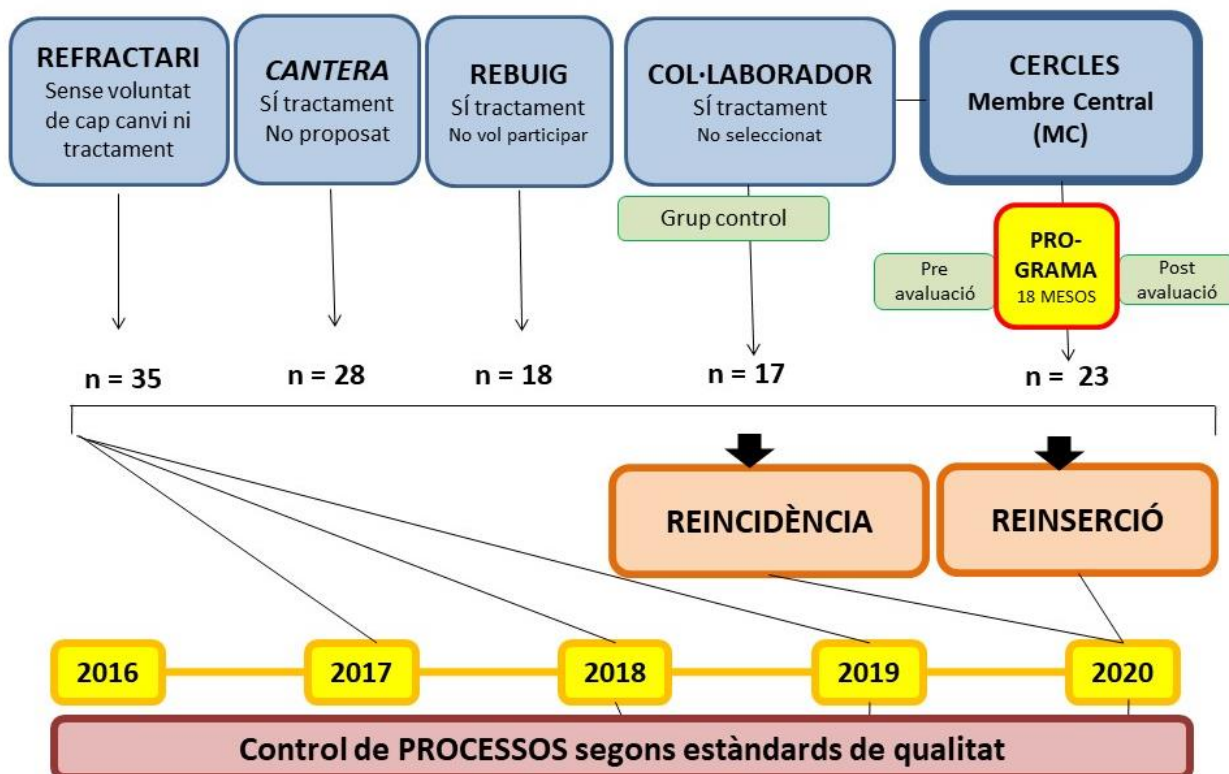 REFRACTARI
Sense voluntat
de cap canvi ni
tractament
CANTERA
SÍ tractament
No proposat
REBUIG
SÍ tractament
No vol participar
COL·LABORADOR
SÍ tractament
No seleccionat
CERCLES
Membre Central
(MC)
Grup control
Pre
avaluació
PRO-
GRAMA
18 MESOS
Post
avaluació
n = 35
n = 28
n = 18
n = 17
n = 23
REINCIDÈNCIA
REINSERCIÓ
2016
2017
2018
2019
2020
Control de PROCESSOS segons estàndards de qualitat